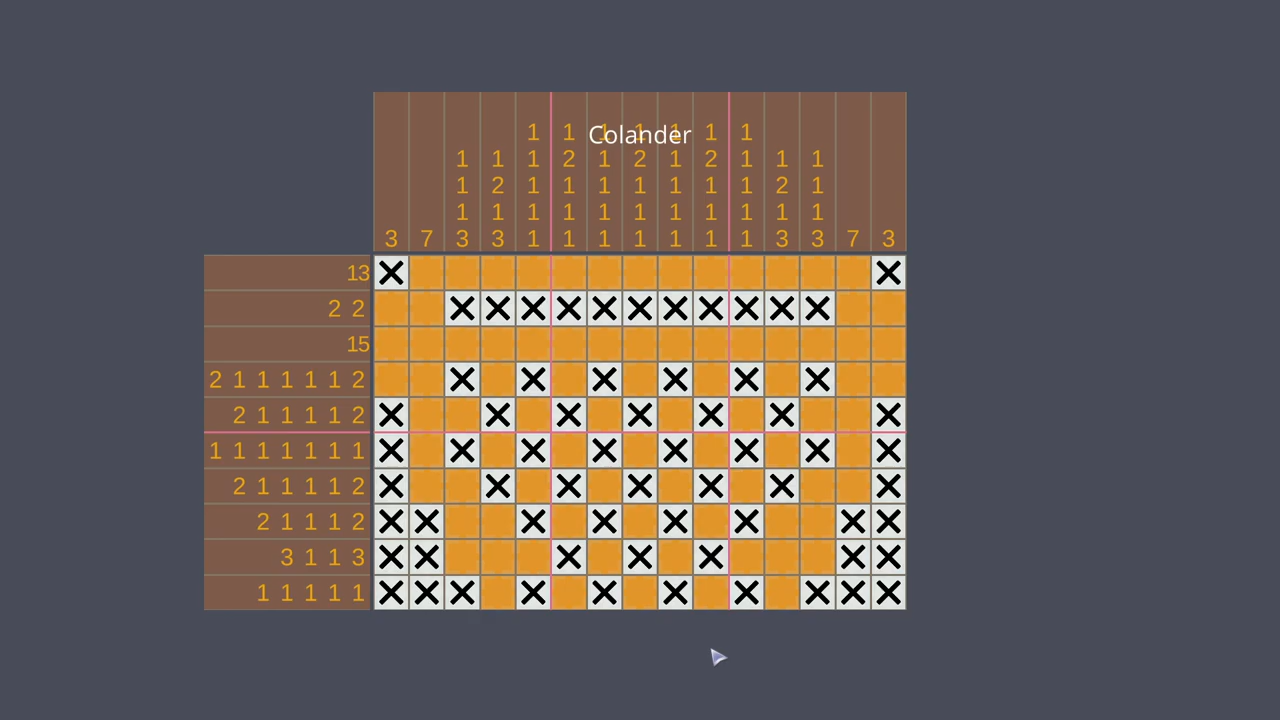 Colander
1 1 1 1 1 1 1
1 1 1 2 1 2 1 2 1 1 1
1 2 1 1 1 1 1 1 1 2 1
1 1 1 1 1 1 1 1 1 1 1
3 7 3 3 1 1 1 1 1 1 1 3 3 7 3
13
2 2
15
2 1 1 1 1 1 2
2 1 1 1 1 2
1 1 1 1 1 1 1
2 1 1 1 1 2
2 1 1 1 2
3 1 1 3
1 1 1 1 1